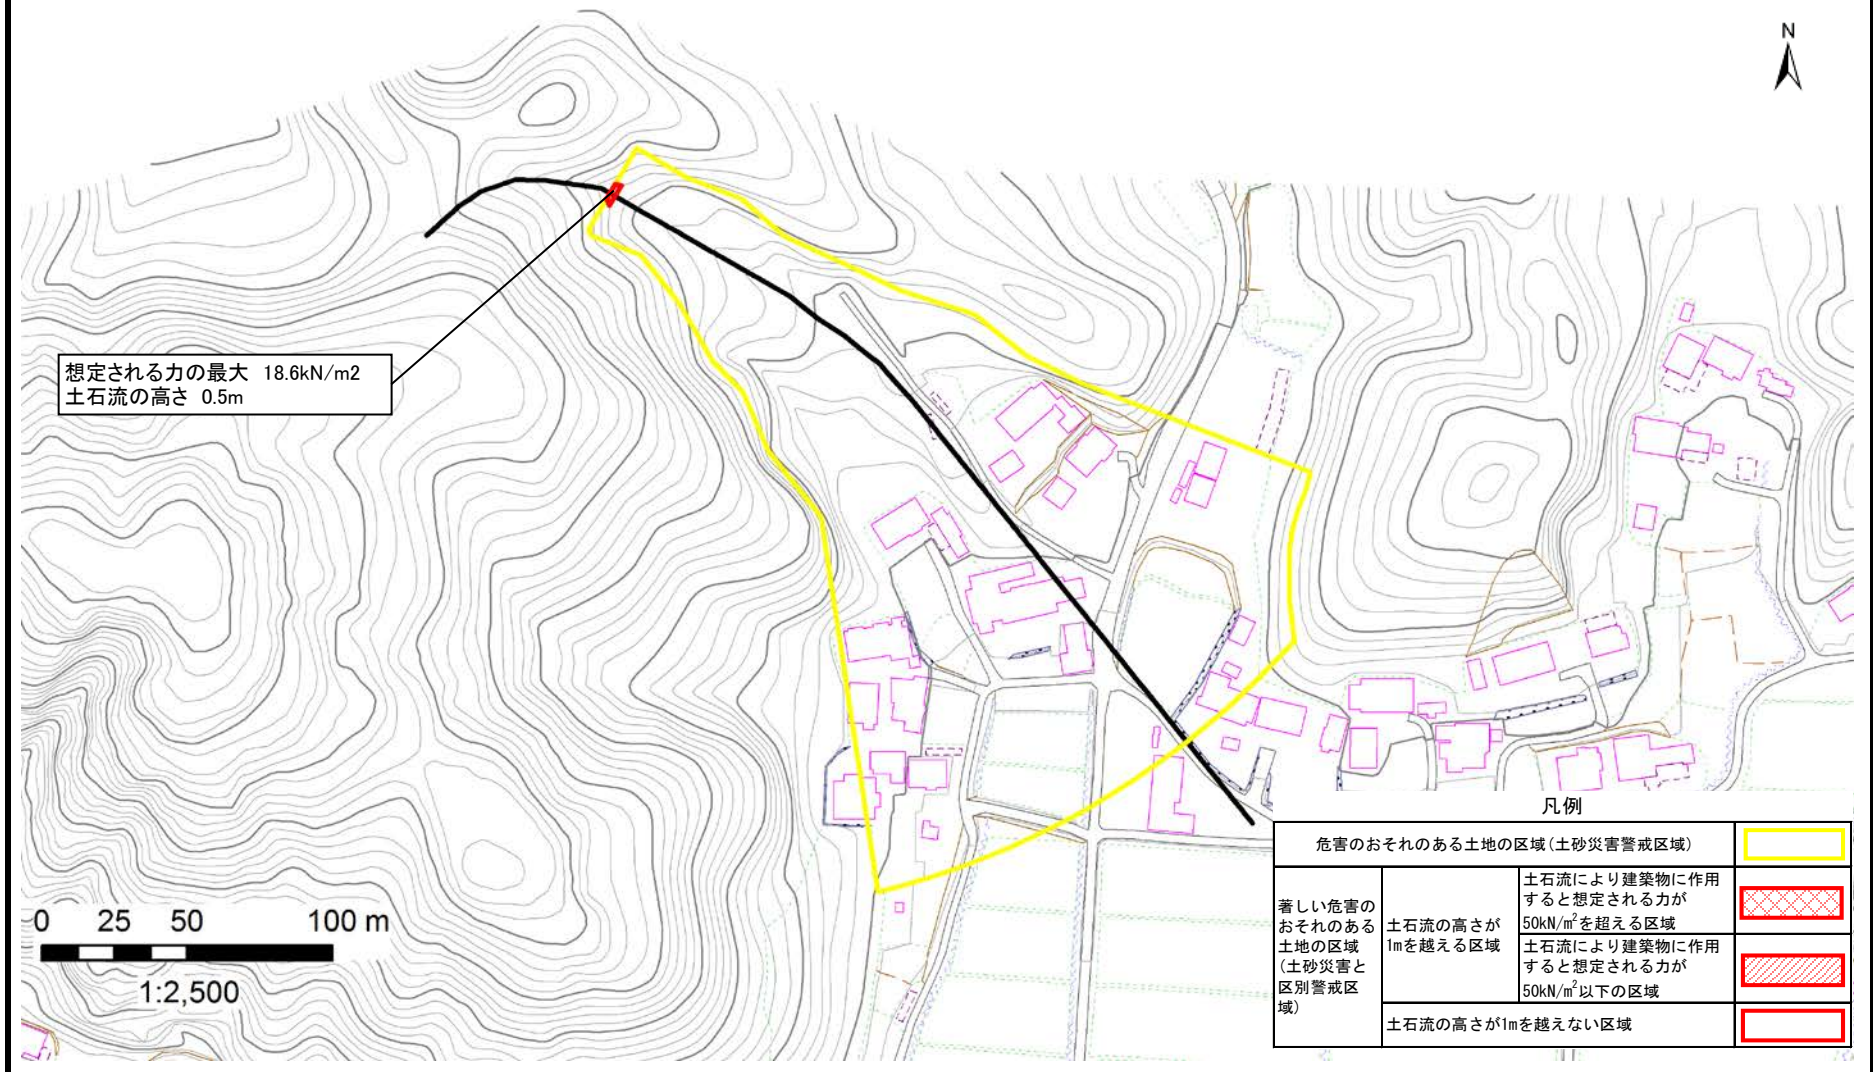 N
想定される力の最大 18.6kN/m2
土石流の高さ 0.5m
0 25 50 100 m
1:2,500
凡例
危害のおそれのある土地の区域(土砂災害警戒区域)
著しい危害の
おそれのある
土地の区域
(土砂災害と
区別警戒区
域)
土石流の高さが
1mを越える区域
土石流により建築物に作用
すると想定される力が
50kN/m²を超える区域
土石流により建築物に作用
すると想定される力が
50kN/m²以下の区域
土石流の高さが1mを越えない区域